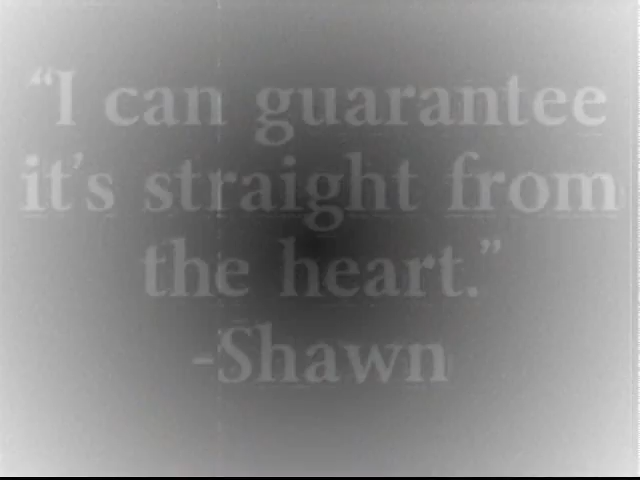 “I can guarantee
it's straight from
the heart.”
-Shawn